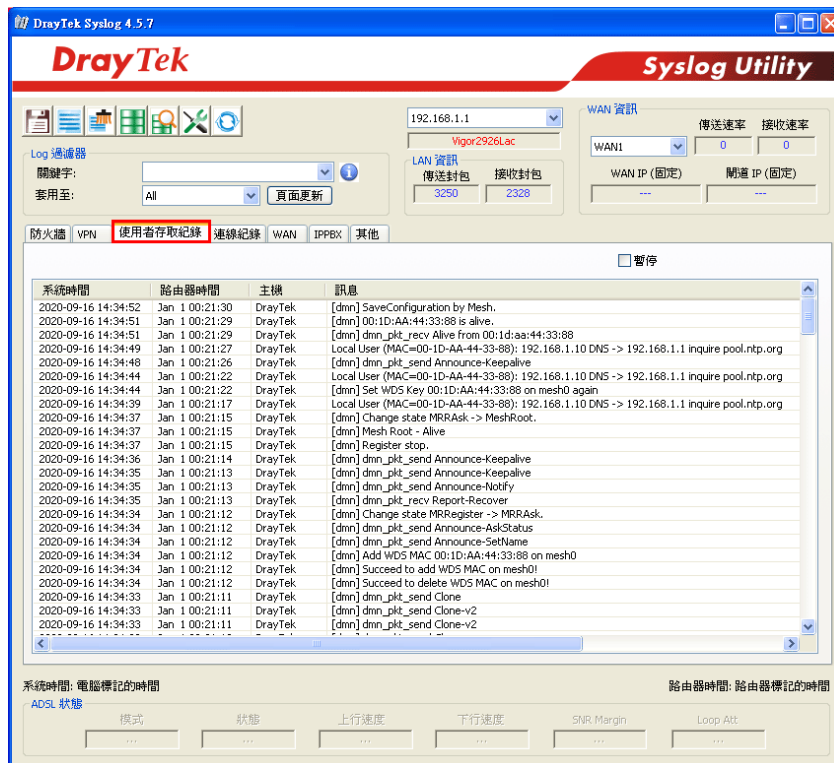 DrayTek Syslog 4.5.7
DrayTek
Syslog Utility
192.168.1.1
Vigor2926Lac
WAN 資訊
傳送速率 接收速率
WAN1 0 0
WAN IP (固定) 閘道 IP (固定)
--- ---
Log 過濾器
關鍵字:
套用至: All 頁面更新
LAN 資訊
傳送封包 接收封包
3250 2328
防火牆 VPN 使用者存取紀錄 連線紀錄 WAN IPPBX 其他
暫停
系統時間 路由器時間 主機 訊息
2020-09-16 14:34:52 Jan 1 00:21:30 DrayTek [dmn] SaveConfiguration by Mesh.
2020-09-16 14:34:51 Jan 1 00:21:29 DrayTek [dmn] 00:1D:AA:44:33:88 is alive.
2020-09-16 14:34:51 Jan 1 00:21:29 DrayTek [dmn] dmn_pkt_recv Alive from 00:1d:aa:44:33:88
2020-09-16 14:34:49 Jan 1 00:21:27 DrayTek Local User (MAC=00-1D-AA-44-33-88): 192.168.1.10 DNS -> 192.168.1.1 inquire pool.ntp.org
2020-09-16 14:34:48 Jan 1 00:21:26 DrayTek [dmn] dmn_pkt_send Announce-Keepalive
2020-09-16 14:34:44 Jan 1 00:21:22 DrayTek Local User (MAC=00-1D-AA-44-33-88): 192.168.1.10 DNS -> 192.168.1.1 inquire pool.ntp.org
2020-09-16 14:34:44 Jan 1 00:21:22 DrayTek [dmn] Set WDS Key 00:1D:AA:44:33:88 on mesh0 again
2020-09-16 14:34:39 Jan 1 00:21:17 DrayTek Local User (MAC=00-1D-AA-44-33-88): 192.168.1.10 DNS -> 192.168.1.1 inquire pool.ntp.org
2020-09-16 14:34:37 Jan 1 00:21:15 DrayTek [dmn] Change state MRRAsk -> MeshRoot.
2020-09-16 14:34:37 Jan 1 00:21:15 DrayTek [dmn] Mesh Root - Alive
2020-09-16 14:34:37 Jan 1 00:21:15 DrayTek [dmn] Register stop.
2020-09-16 14:34:36 Jan 1 00:21:14 DrayTek [dmn] dmn_pkt_send Announce-Keepalive
2020-09-16 14:34:35 Jan 1 00:21:13 DrayTek [dmn] dmn_pkt_send Announce-Keepalive
2020-09-16 14:34:35 Jan 1 00:21:13 DrayTek [dmn] dmn_pkt_send Announce-Notify
2020-09-16 14:34:35 Jan 1 00:21:13 DrayTek [dmn] dmn_pkt_recv Report-Recover
2020-09-16 14:34:34 Jan 1 00:21:12 DrayTek [dmn] Change state MRRegister -> MRRAsk.
2020-09-16 14:34:34 Jan 1 00:21:12 DrayTek [dmn] dmn_pkt_send Announce-AskStatus
2020-09-16 14:34:34 Jan 1 00:21:12 DrayTek [dmn] dmn_pkt_send Announce-SetName
2020-09-16 14:34:34 Jan 1 00:21:12 DrayTek [dmn] Add WDS MAC 00:1D:AA:44:33:88 on mesh0
2020-09-16 14:34:34 Jan 1 00:21:12 DrayTek [dmn] Succeed to add WDS MAC on mesh0!
2020-09-16 14:34:34 Jan 1 00:21:12 DrayTek [dmn] Succeed to delete WDS MAC on mesh0!
2020-09-16 14:34:33 Jan 1 00:21:11 DrayTek [dmn] dmn_pkt_send Clone
2020-09-16 14:34:33 Jan 1 00:21:11 DrayTek [dmn] dmn_pkt_send Clone-v2
2020-09-16 14:34:33 Jan 1 00:21:11 DrayTek [dmn] dmn_pkt_send Clone-v2
系統時間: 電腦標記的時間 路由器時間: 路由器標記的時間
ADSL 狀態
模式 狀態 上行速度 下行速度 SNR Margin Loop Att
... ... ... ... ... ...